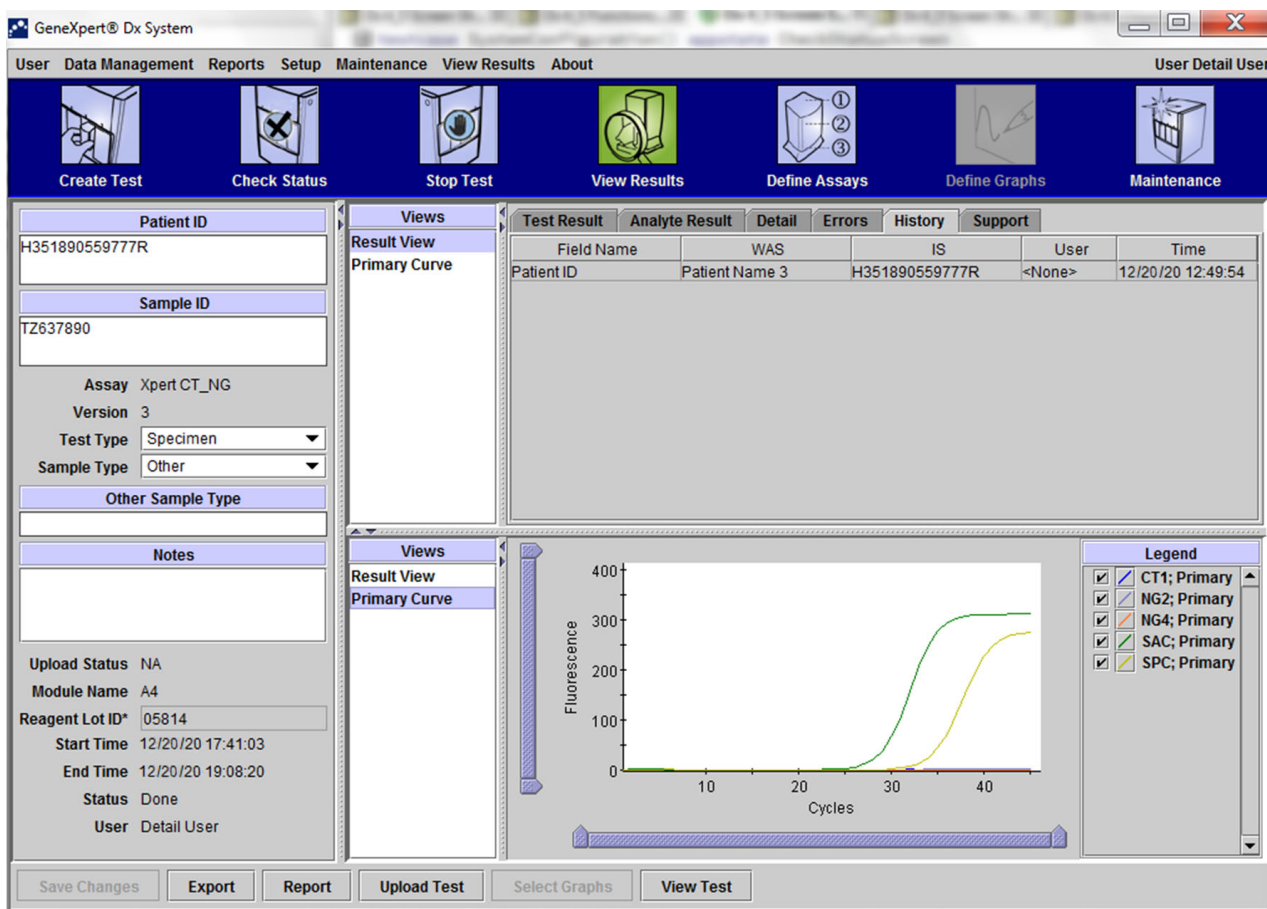 GeneXpert® Dx System
User Data Management Reports Setup Maintenance View Results About User Detail User
Create Test Check Status Stop Test View Results Define Assays Define Graphs Maintenance
① ② ③
Patient ID
H351890559777R
Sample ID
TZ637890
Assay Xpert CT_NG
Version 3
Test Type Specimen
Sample Type Other
Other Sample Type
Notes
Upload Status NA
Module Name A4
Reagent Lot ID* 05814
Start Time 12/20/20 17:41:03
End Time 12/20/20 19:08:20
Status Done
User Detail User
Views
Result View
Primary Curve
Test Result Analyte Result Detail Errors History Support
Field Name WAS IS User Time
Patient ID Patient Name 3 H351890559777R <None> 12/20/20 12:49:54
Views
Result View
Primary Curve
Fluorescence
400
300
200
100
0
10 20 30 40
Cycles
Legend
CT1; Primary
NG2; Primary
NG4; Primary
SAC; Primary
SPC; Primary
Save Changes Export Report Upload Test Select Graphs View Test